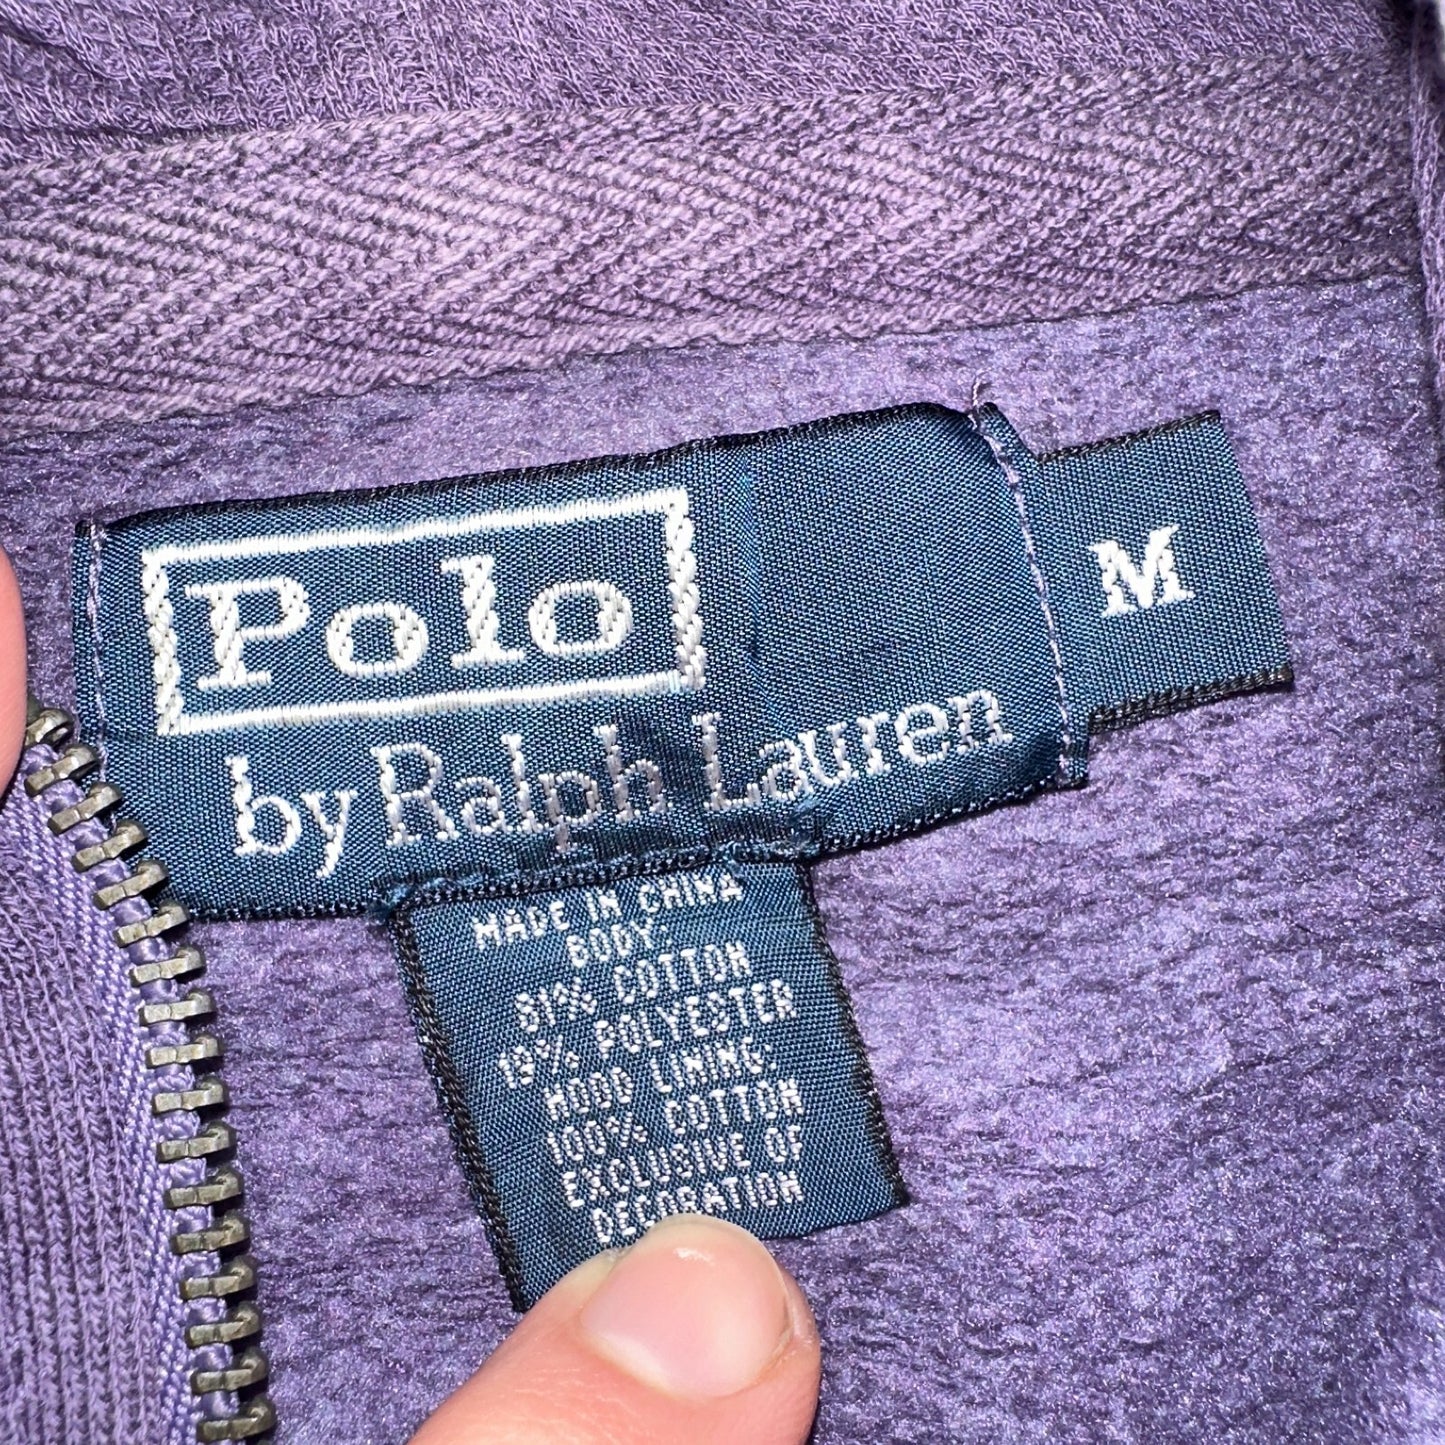 Polo
by Ralph Lauren
M
MADE IN CHINA
BODY:
81% COTTON
19% POLYESTER
HOOD LINING:
100% COTTON
EXCLUSIVE OF
DECORATION